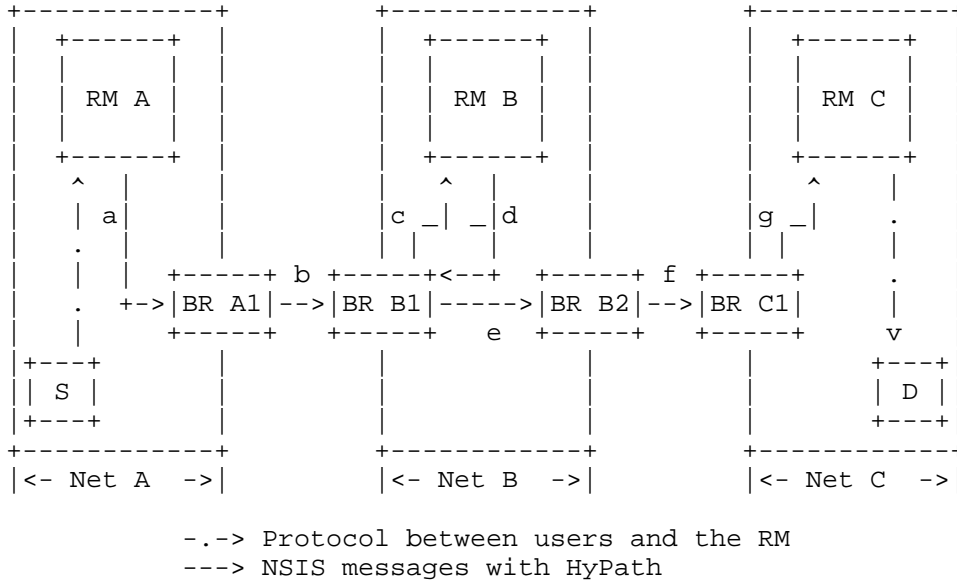 RM A RM B RM C
a c d g
b f
BR A1 BR B1 BR B2 BR C1
e
S D
<- Net A -> <- Net B -> <- Net C ->
-.-> Protocol between users and the RM
---> NSIS messages with HyPath